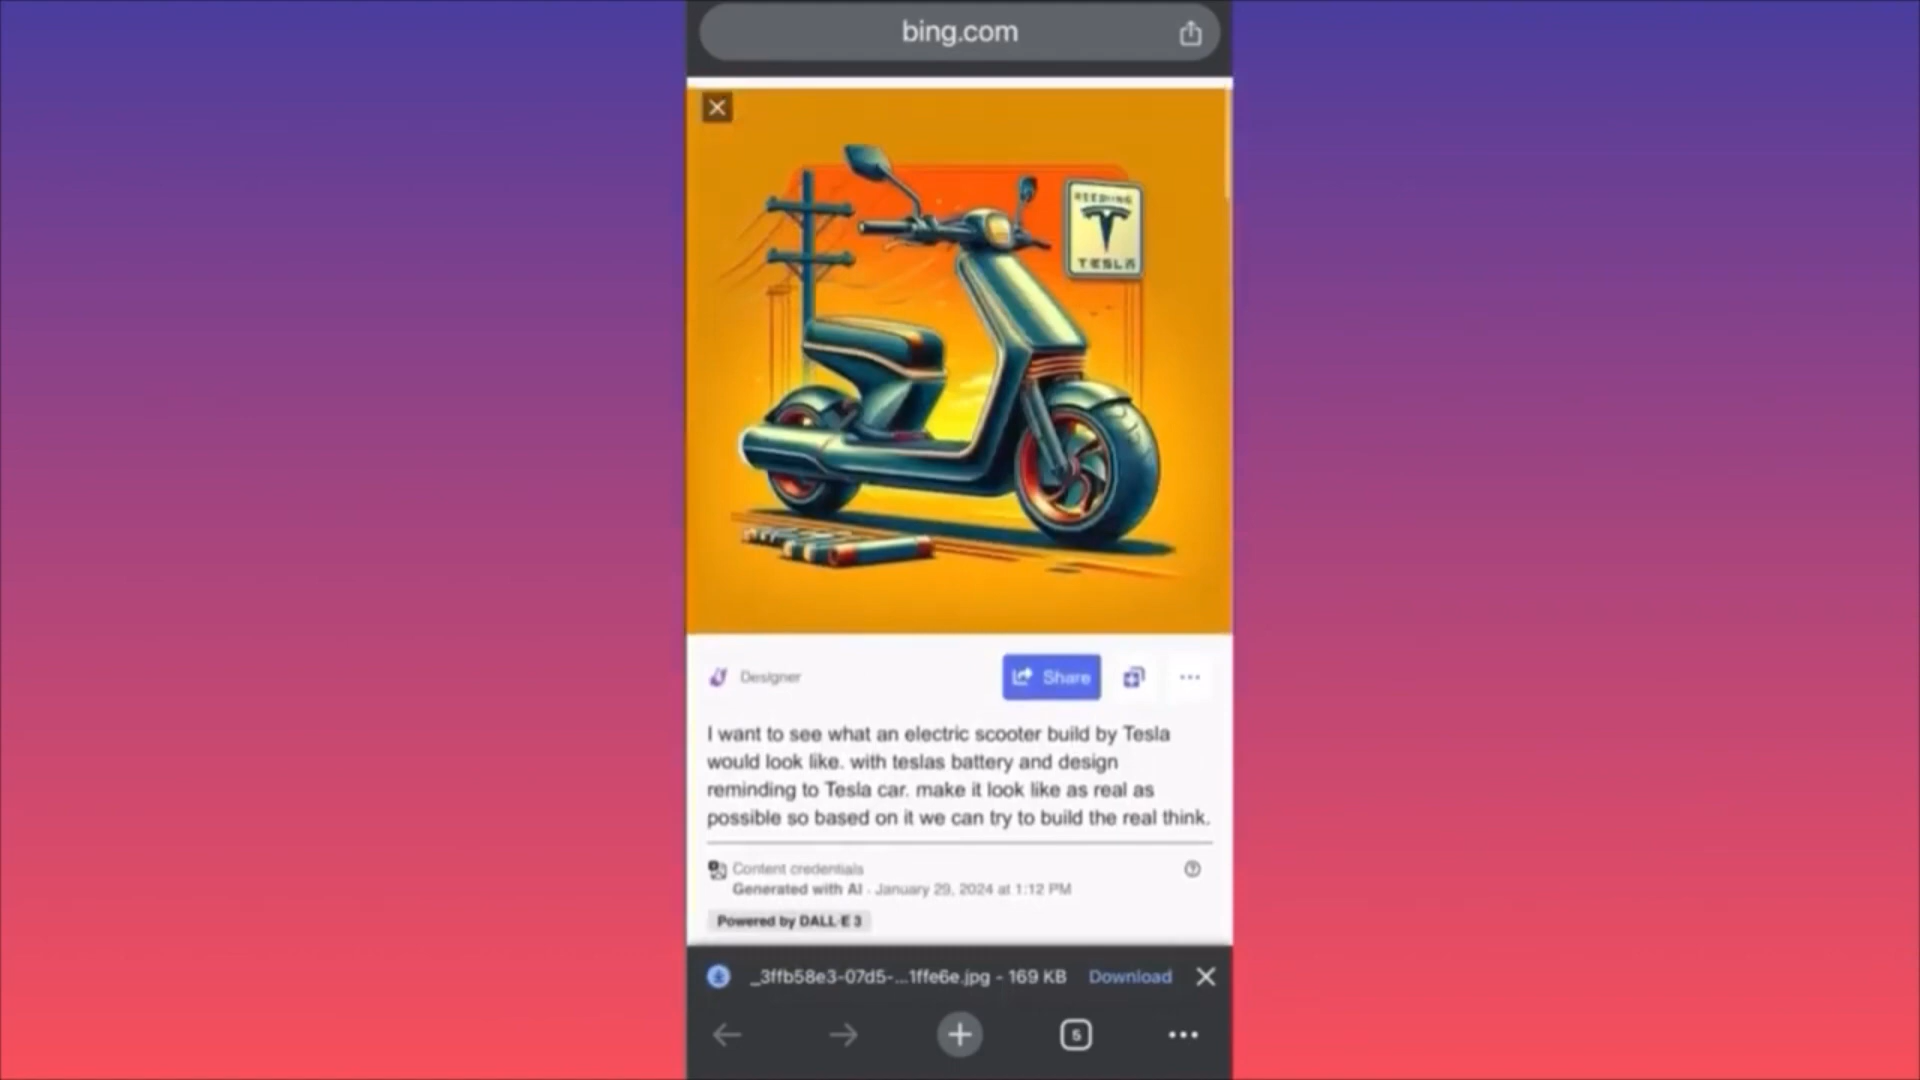 bing.com
TESLA
Designer
Share
I want to see what an electric scooter build by Tesla
would look like. with teslas battery and design
reminding to Tesla car. make it look like as real as
possible so based on it we can try to build the real think.
Content credentials
Generated with AI · January 29, 2024 at 1:12 PM
Powered by DALL·E 3
_3ffb58e3-07d5-...1ffe6e.jpg - 169 KB Download
5